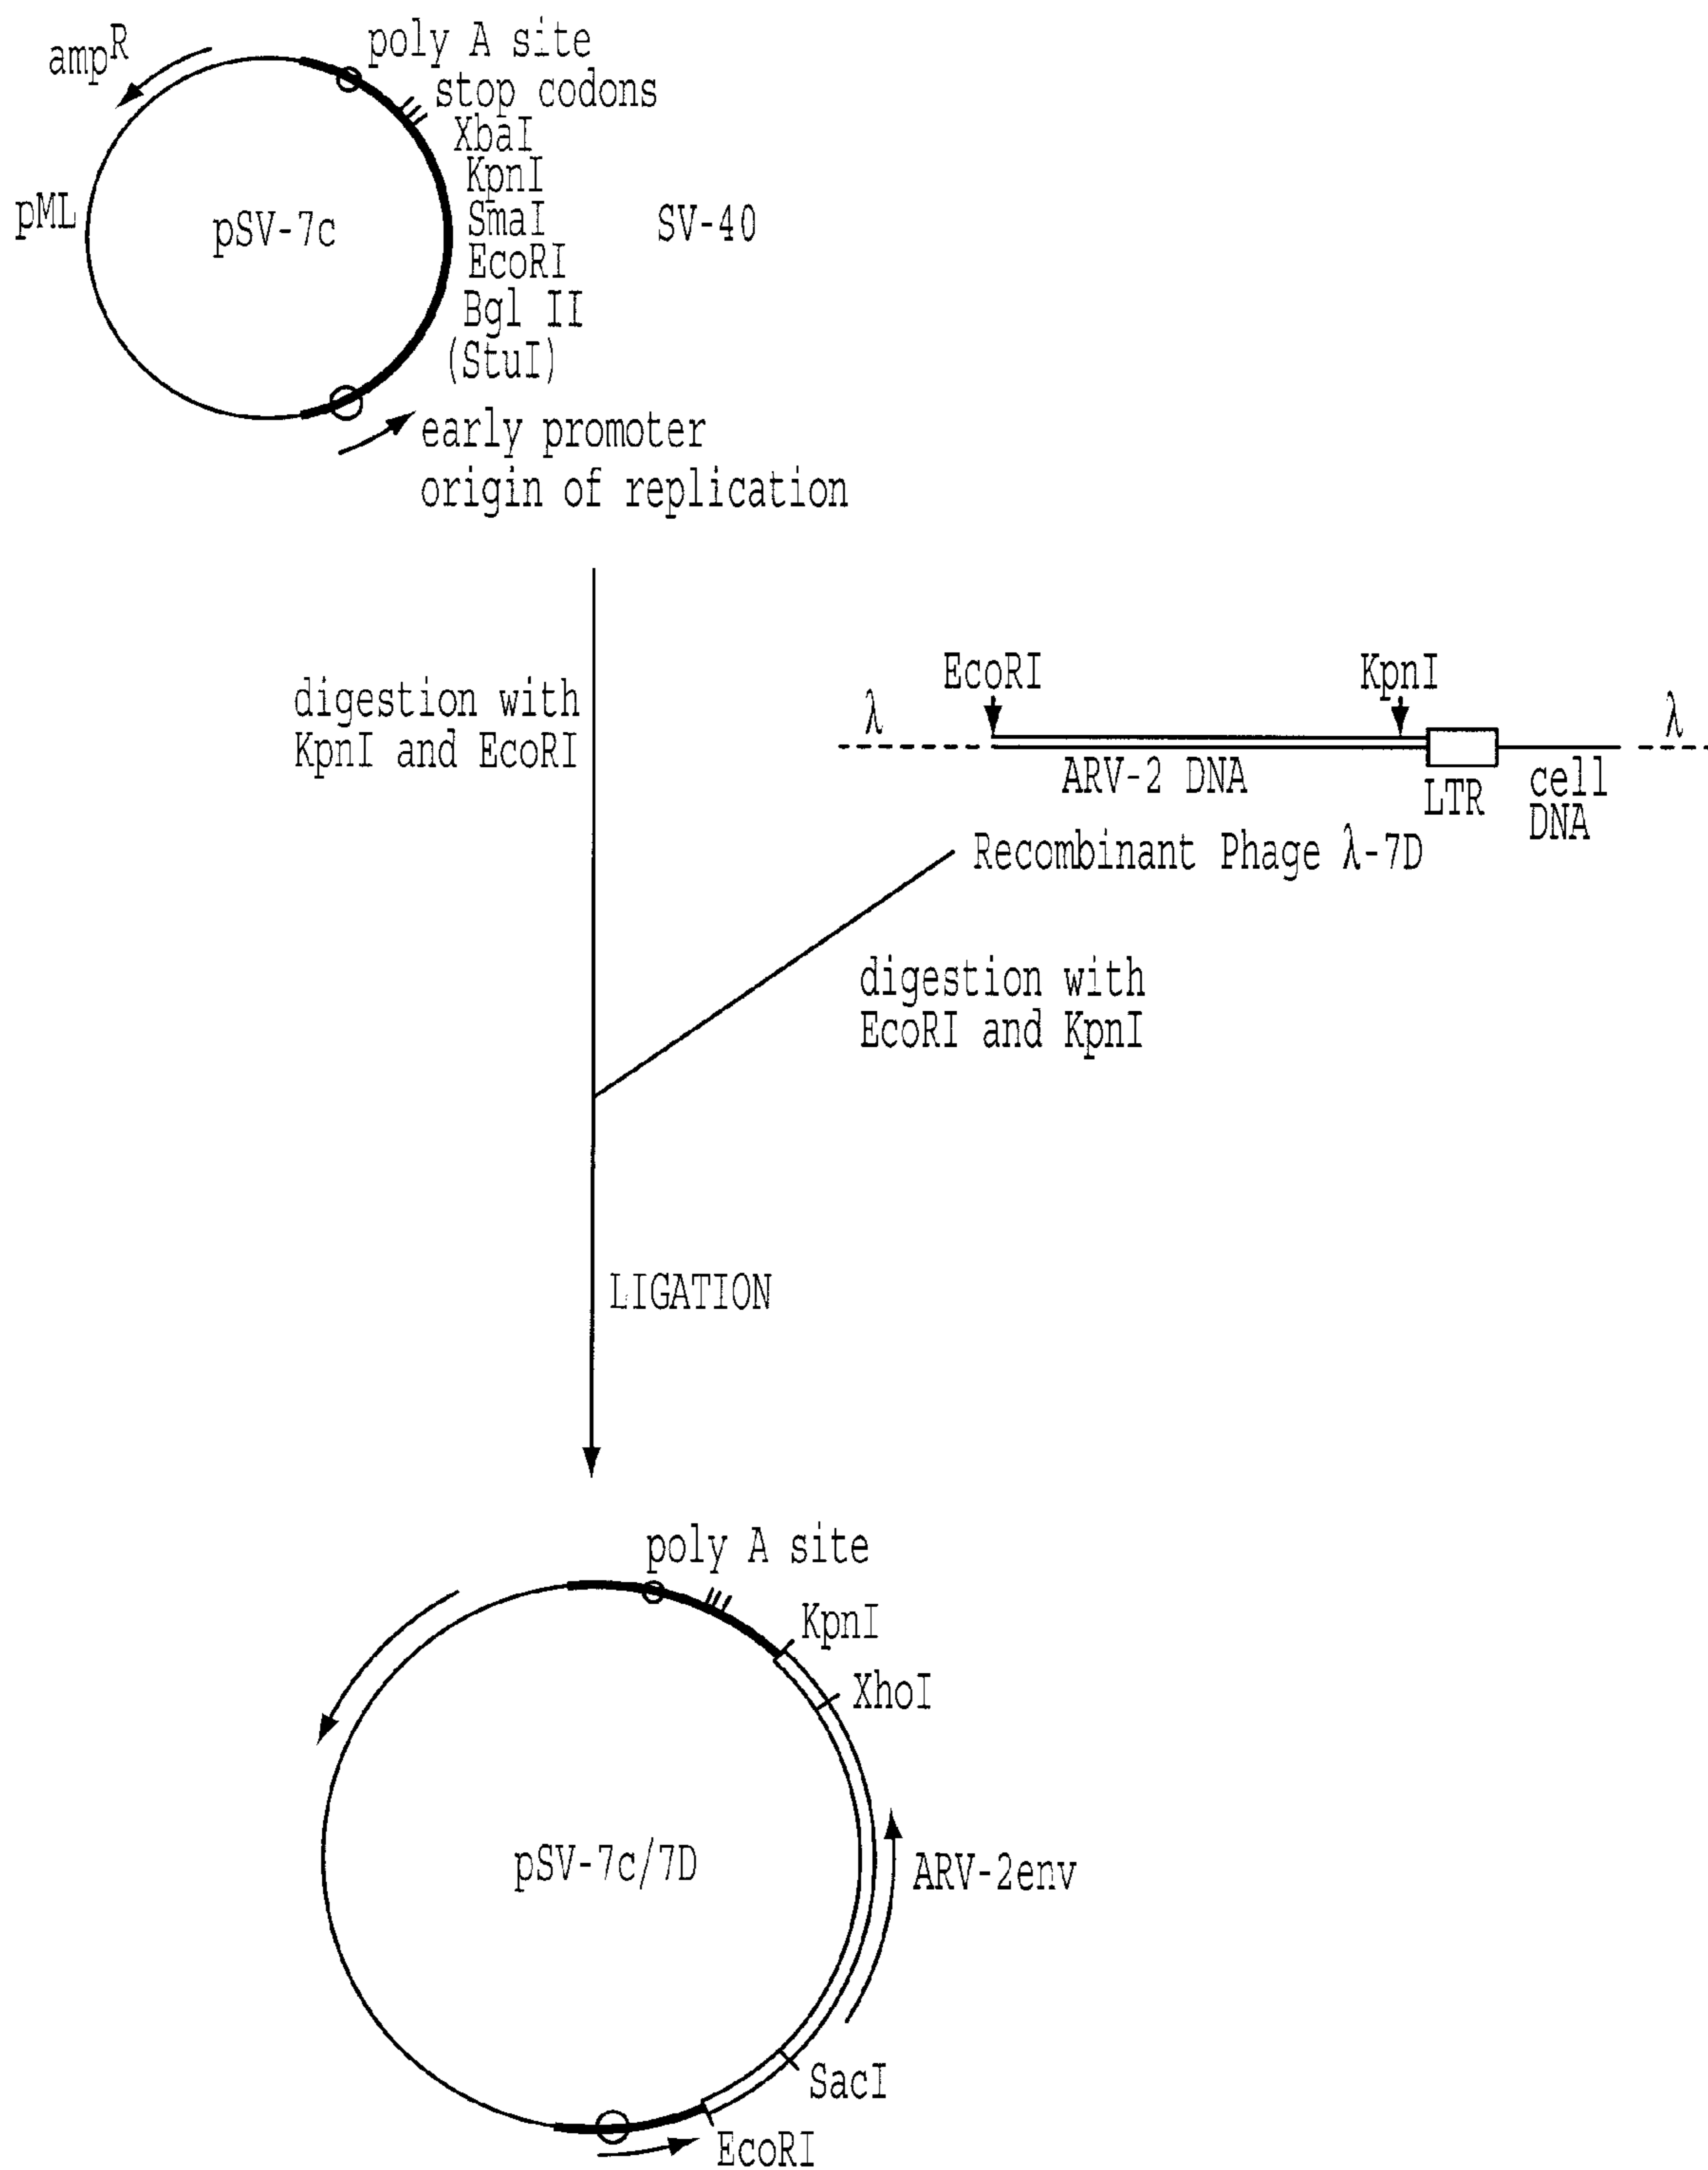 ampR
poly A site
stop codons
XbaI
KpnI
SmaI
EcoRI
Bgl II
(StuI)
pML
pSV-7c
SV-40
early promoter
origin of replication
digestion with
KpnI and EcoRI
EcoRI
KpnI
λ
λ
ARV-2 DNA
LTR
cell
DNA
Recombinant Phage λ-7D
digestion with
EcoRI and KpnI
LIGATION
poly A site
KpnI
XhoI
pSV-7c/7D
ARV-2env
SacI
EcoRI